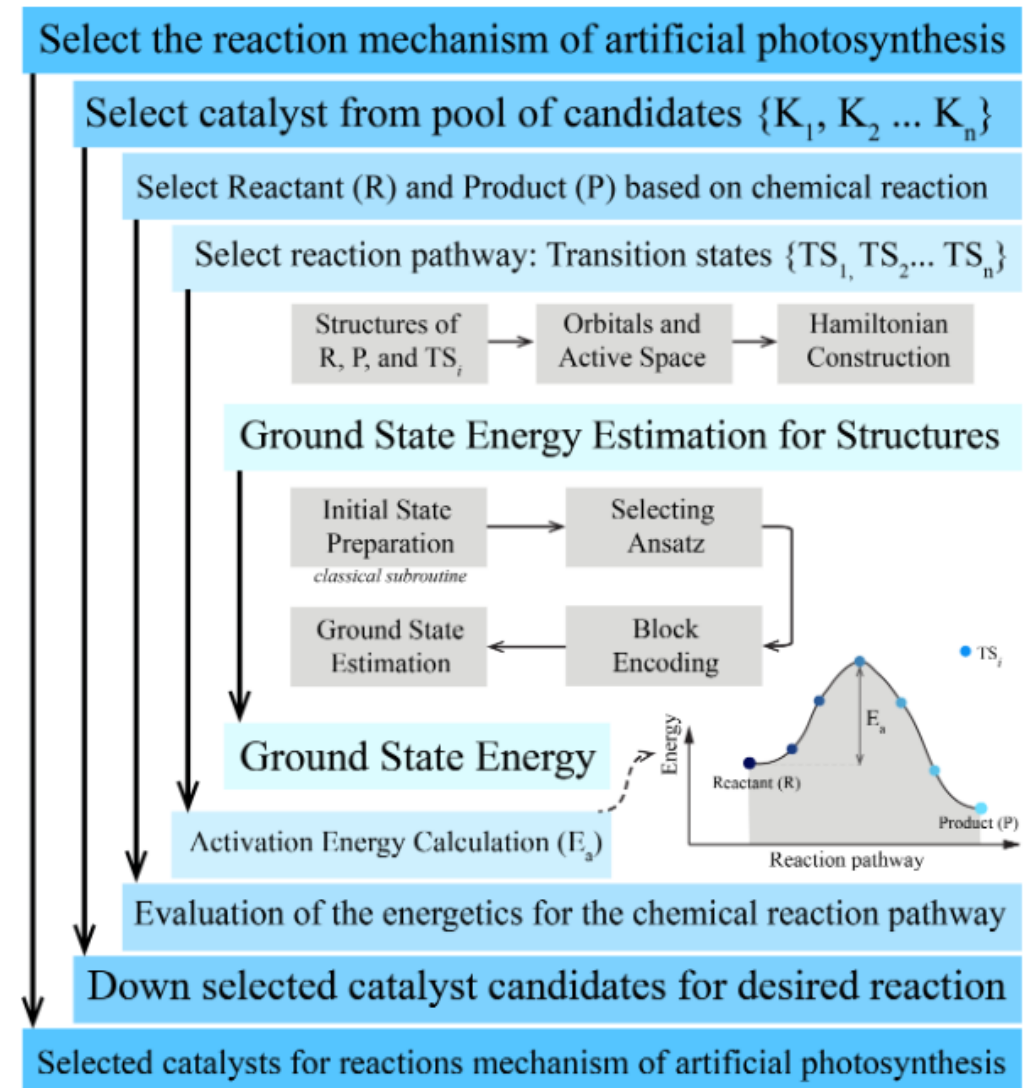 Select the reaction mechanism of artificial photosynthesis
Select catalyst from pool of candidates {K₁, K₂ ... Kₙ}
Select Reactant (R) and Product (P) based on chemical reaction
Select reaction pathway: Transition states {TS₁, TS₂... TSₙ}
Structures of
R, P, and TSᵢ
Orbitals and
Active Space
Hamiltonian
Construction
Ground State Energy Estimation for Structures
Initial State
Preparation
classical subroutine
Selecting
Ansatz
Ground State
Estimation
Block
Encoding
TSᵢ
Eₐ
Energy
Reactant (R)
Product (P)
Reaction pathway
Ground State Energy
Activation Energy Calculation (Eₐ)
Evaluation of the energetics for the chemical reaction pathway
Down selected catalyst candidates for desired reaction
Selected catalysts for reactions mechanism of artificial photosynthesis